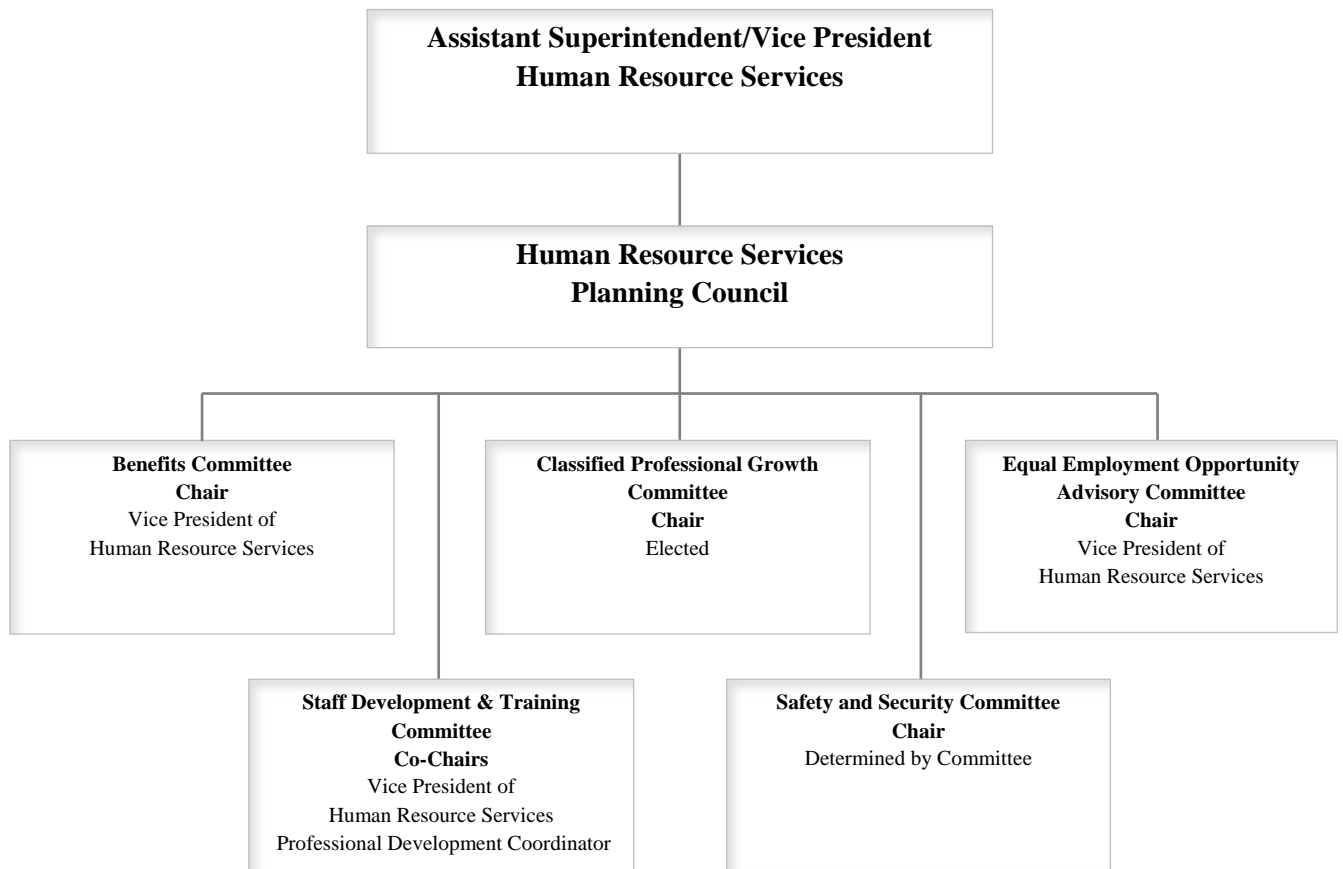 Assistant Superintendent/Vice President
Human Resource Services
Human Resource Services
Planning Council
Benefits Committee
Chair
Vice President of
Human Resource Services
Classified Professional Growth
Committee
Chair
Elected
Equal Employment Opportunity
Advisory Committee
Chair
Vice President of
Human Resource Services
Staff Development & Training
Committee
Co-Chairs
Vice President of
Human Resource Services
Professional Development Coordinator
Safety and Security Committee
Chair
Determined by Committee